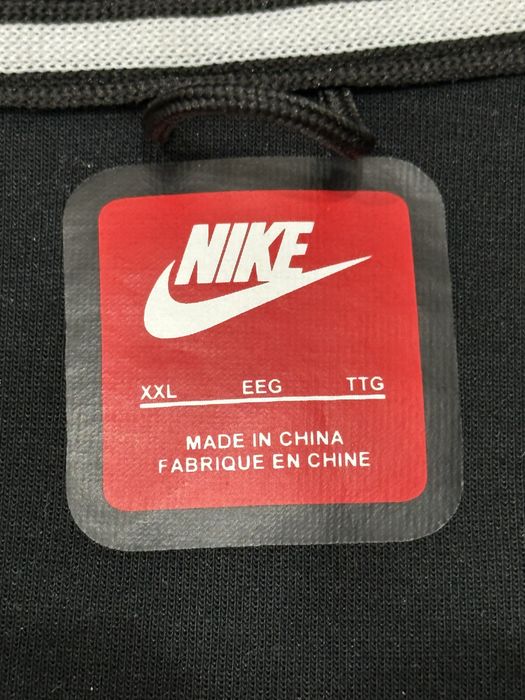 NIKE
XXL EEG TTG
MADE IN CHINA
FABRIQUE EN CHINE